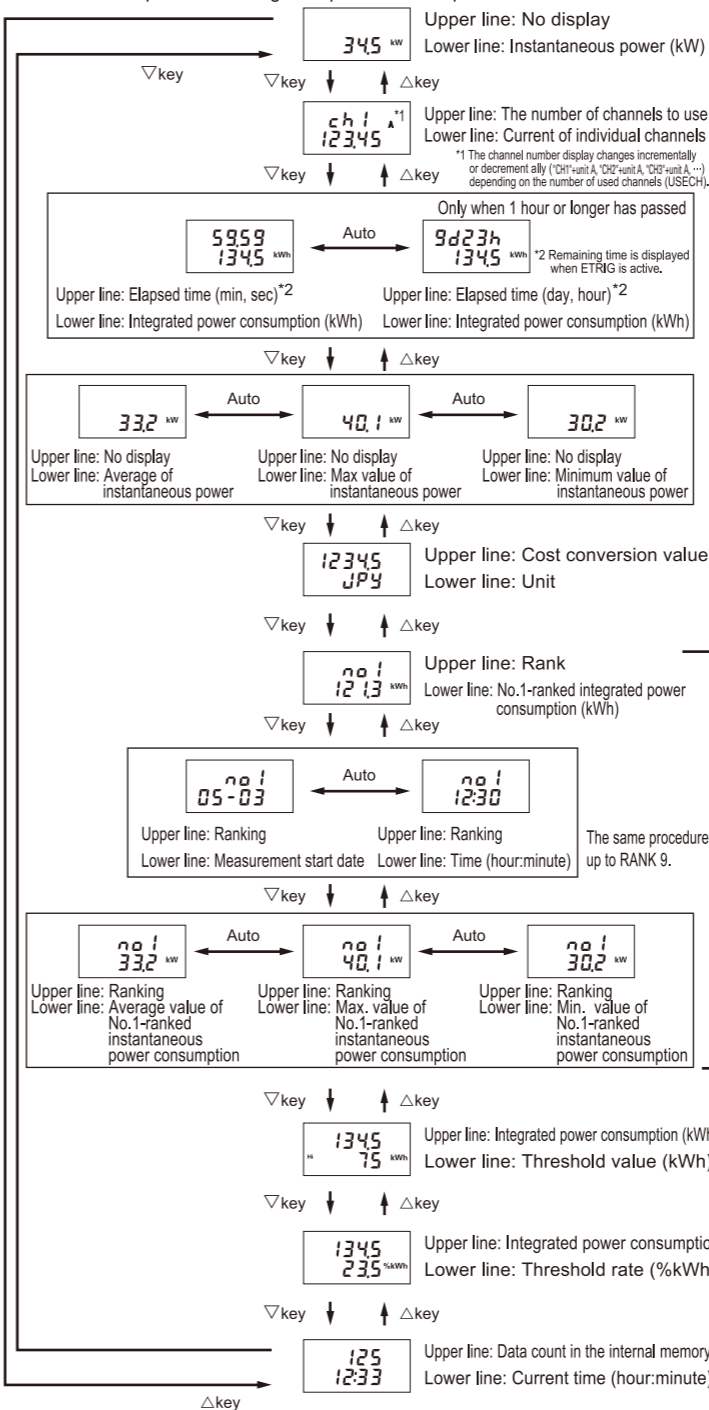 34.5 kW
Upper line: No display
Lower line: Instantaneous power (kW)
▽key
▽key
△key
ch1 A *1
123.45
Upper line: The number of channels to use
Lower line: Current of individual channels
*1 The channel number display changes incrementally
or decrement ally ("CH1"+unit A, "CH2"+unit A, "CH3"+unit A, ···)
depending on the number of used channels (USECH).
▽key
△key
Only when 1 hour or longer has passed
59.59
134.5 kWh
Auto
9d23h
134.5 kWh
*2 Remaining time is displayed
when ETRIG is active.
Upper line: Elapsed time (min, sec)*2
Lower line: Integrated power consumption (kWh)
Upper line: Elapsed time (day, hour)*2
Lower line: Integrated power consumption (kWh)
▽key
△key
33.2 kW
Auto
40.1 kW
Auto
30.2 kW
Upper line: No display
Lower line: Average of
instantaneous power
Upper line: No display
Lower line: Max value of
instantaneous power
Upper line: No display
Lower line: Minimum value of
instantaneous power
▽key
△key
1234.5
JPY
Upper line: Cost conversion value
Lower line: Unit
▽key
△key
no1
121.3 kWh
Upper line: Rank
Lower line: No.1-ranked integrated power
consumption (kWh)
▽key
△key
no1
05-03
Auto
no1
12:30
Upper line: Ranking
Lower line: Measurement start date
Upper line: Ranking
Lower line: Time (hour:minute)
The same procedure
up to RANK 9.
▽key
△key
no1
33.2 kW
Auto
no1
40.1 kW
Auto
no1
30.2 kW
Upper line: Ranking
Lower line: Average value of
No.1-ranked
instantaneous
power consumption
Upper line: Ranking
Lower line: Max. value of
No.1-ranked
instantaneous
power consumption
Upper line: Ranking
Lower line: Min. value of
No.1-ranked
instantaneous
power consumption
▽key
△key
134.5
Hi 75 kWh
Upper line: Integrated power consumption (kWh
Lower line: Threshold value (kWh)
▽key
△key
134.5
23.5 %kWh
Upper line: Integrated power consumptio
Lower line: Threshold rate (%kWh
▽key
△key
125
12:33
Upper line: Data count in the internal memory
Lower line: Current time (hour:minute)
△key